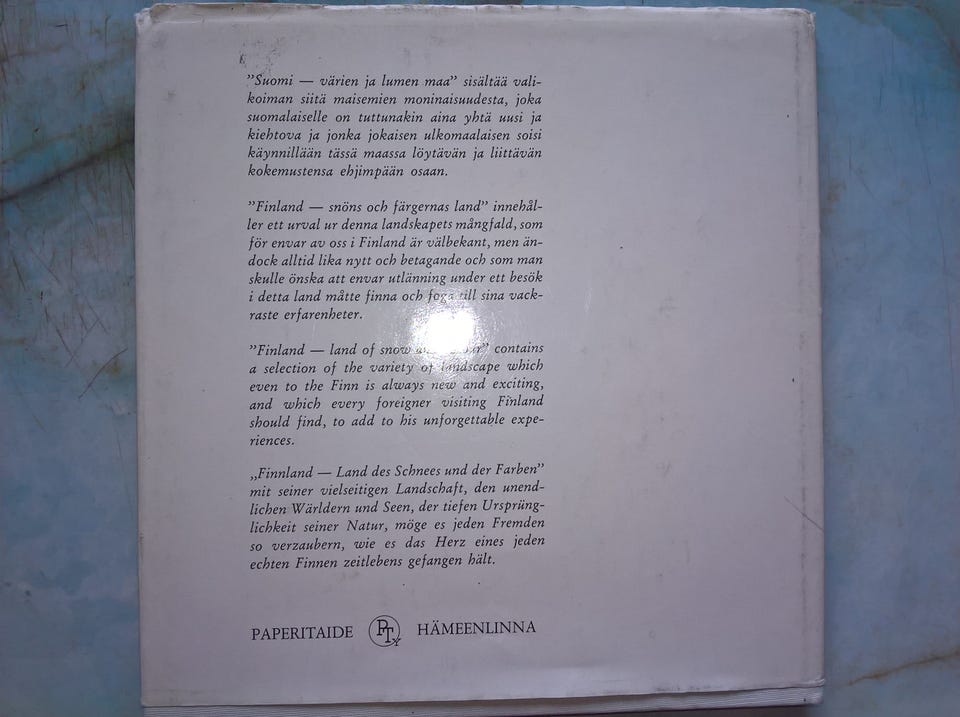 ”Suomi — värien ja lumen maa” sisältää vali-
koiman siitä maisemien moninaisuudesta, joka
suomalaiselle on tuttunakin aina yhtä uusi ja
kiehtova ja jonka jokaisen ulkomaalaisen soisi
käynnillään tässä maassa löytävän ja liittävän
kokemustensa ehjimpään osaan.
”Finland — snöns och färgernas land” innehål-
ler ett urval ur denna landskapets mångfald, som
för envar av oss i Finland är välbekant, men än-
dock alltid lika nytt och betagande och som man
skulle önska att envar utlänning under ett besök
i detta land måtte finna och foga till sina vack-
raste erfarenheter.
”Finland — land of snow contains
a selection of the variety of landscape which
even to the Finn is always new and exciting,
and which every foreigner visiting Finland
should find, to add to his unforgettable expe-
riences.
„Finnland — Land des Schnees und der Farben”
mit seiner vielseitigen Landschaft, den unend-
lichen Wärldern und Seen, der tiefen Ursprüng-
lichkeit seiner Natur, möge es jeden Fremden
so verzaubern, wie es das Herz eines jeden
echten Finnen zeitlebens gefangen hält.
PAPERITAIDE PTY HÄMEENLINNA